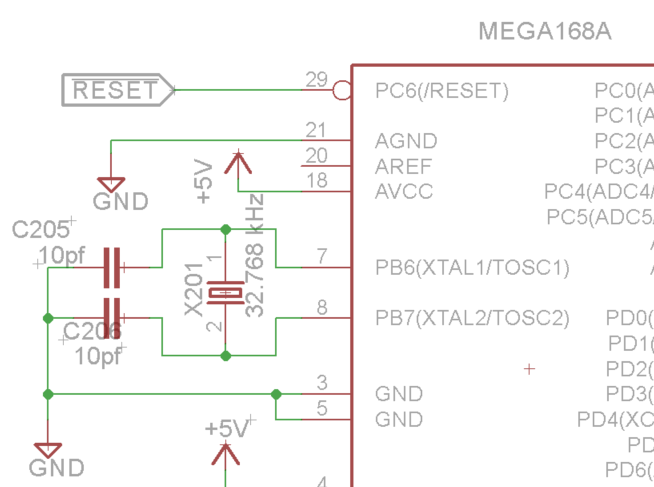 MEGA168A
RESET
29
PC6(/RESET)
PC0(A
PC1(A
21
AGND
PC2(A
20
AREF
PC3(A
+5V
18
AVCC
PC4(ADC4/
GND
PC5(ADC5/
C205
10pf
X201
1
2
32.768 kHz
7
PB6(XTAL1/TOSC1)
8
PB7(XTAL2/TOSC2)
PD0(
C206
10pf
PD1(
PD2(
3
GND
PD3(
5
GND
PD4(XC
+5V
PD
GND
PD6(
4